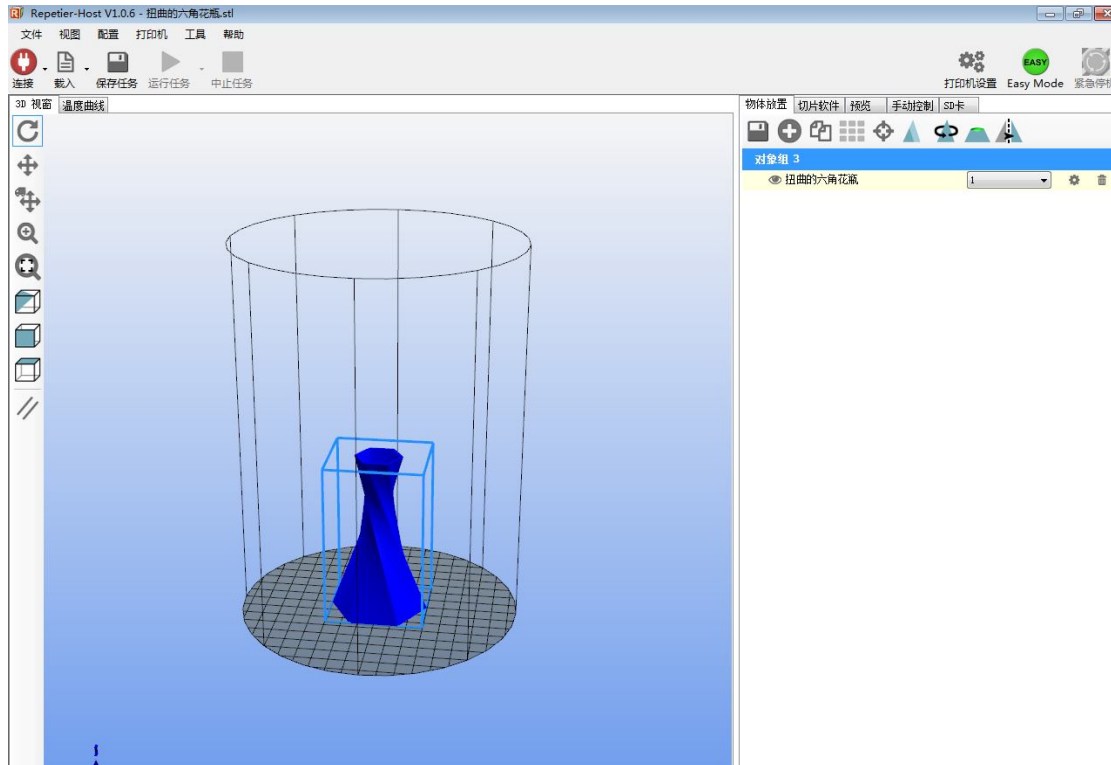 Repetier-Host V1.0.6 - 扭曲的六角花瓶.stl
文件 视图 配置 打印机 工具 帮助
EASY
连接 载入 保存任务 运行任务 中止任务 打印机设置 Easy Mode 紧急停机
3D 视窗 温度曲线 物体放置 切片软件 预览 手动控制 SD卡
对象组 3
扭曲的六角花瓶 1